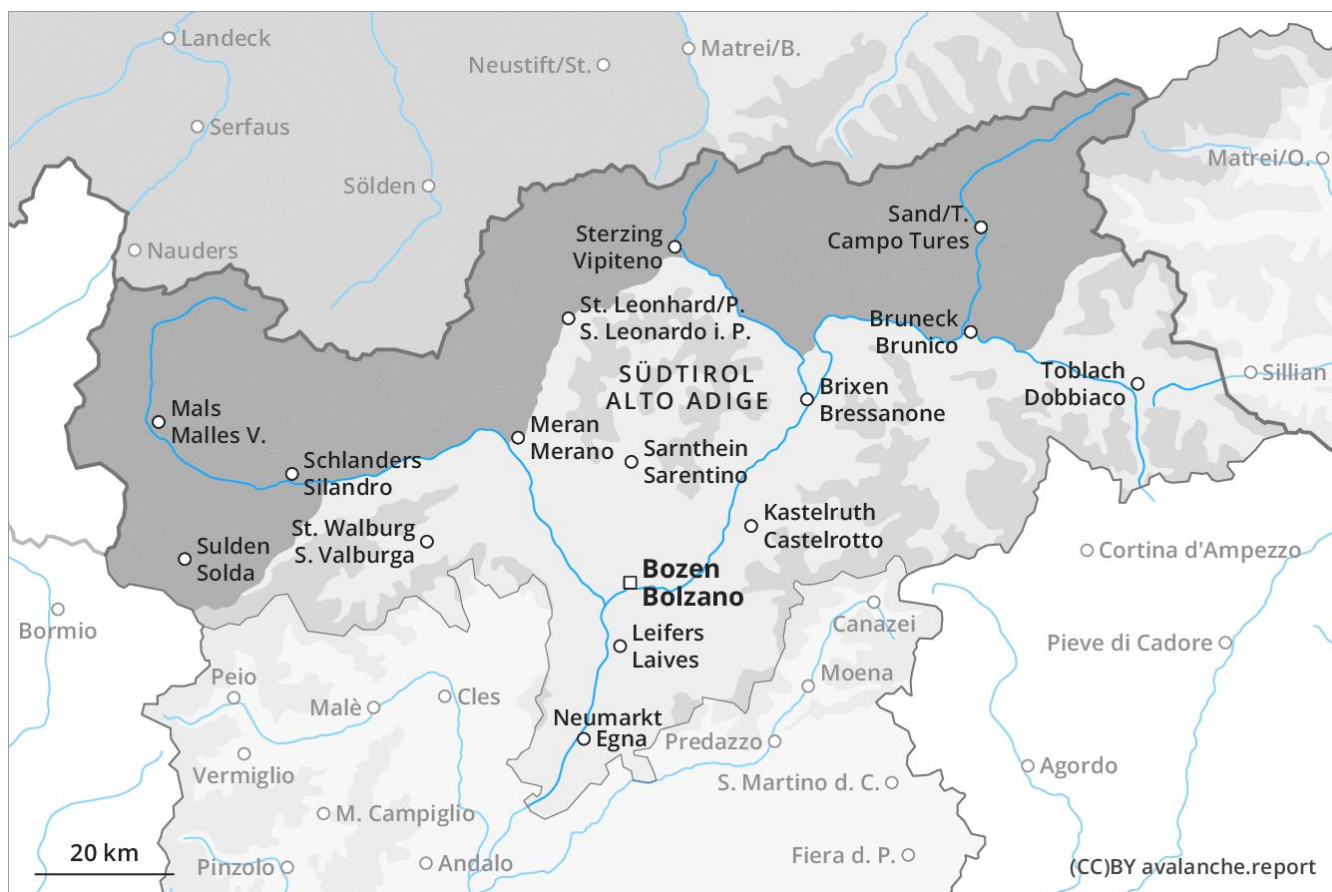 Landeck
Matrei/B.
Neustift/St.
Serfaus
Matrei/O.
Sölden
Sand/T.
Campo Tures
Sterzing
Vipiteno
Nauders
St. Leonhard/P.
S. Leonardo i. P.
Bruneck
Brunico
SÜDTIROL
ALTO ADIGE
Toblach
Dobbiaco
Sillian
Brixen
Bressanone
Mals
Malles V.
Meran
Merano
Sarnthein
Sarentino
Schlanders
Silandro
Kastelruth
Castelrotto
St. Walburg
S. Valburga
Sulden
Solda
Cortina d'Ampezzo
Bozen
Bolzano
Bormio
Canazei
Leifers
Laives
Pieve di Cadore
Peio
Moena
Malè
Cles
Neumarkt
Egna
Predazzo
Vermiglio
Agordo
S. Martino d. C.
M. Campiglio
20 km
Pinzolo
Andalo
Fiera d. P.
(CC)BY avalanche.report